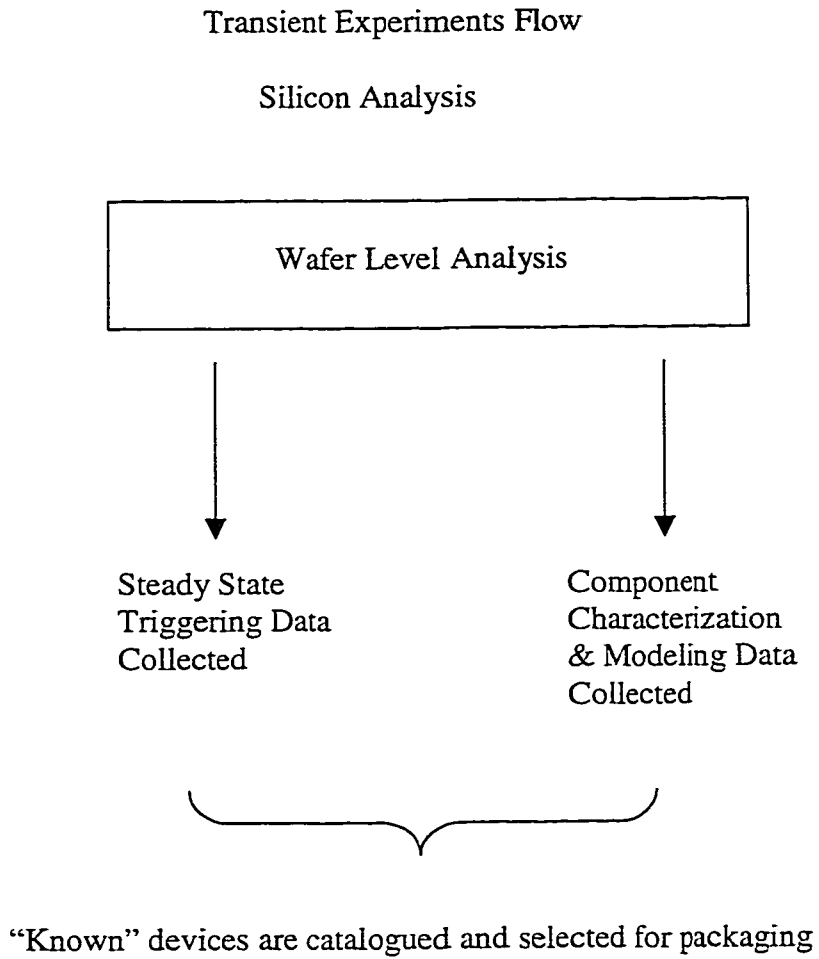 Transient Experiments Flow
Silicon Analysis
Wafer Level Analysis
Steady State
Triggering Data
Collected
Component
Characterization
& Modeling Data
Collected
“Known” devices are catalogued and selected for packaging